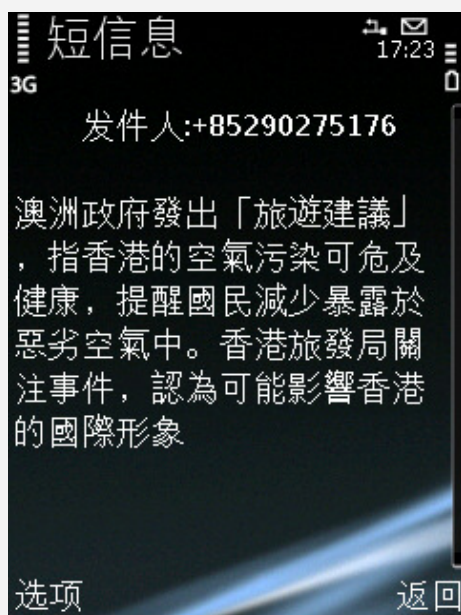 短信息
17:23
3G
发件人:+85290275176
澳洲政府發出「旅遊建議」
，指香港的空氣污染可危及
健康，提醒國民減少暴露於
惡劣空氣中。香港旅發局關
注事件，認為可能影響香港
的國際形象
选项
返回